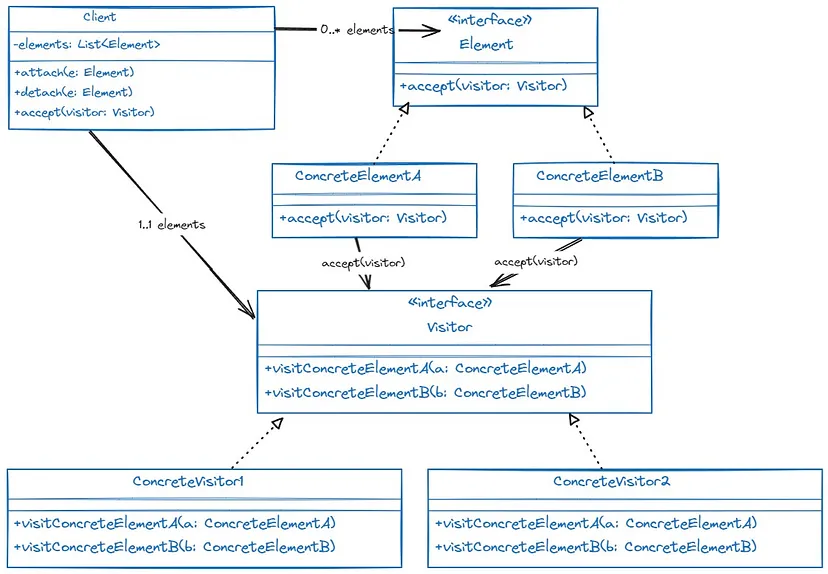 Client
-elements: List<Element>
+attach(e: Element)
+detach(e: Element)
+accept(visitor: Visitor)
0..* elements
«interface»
Element
+accept(visitor: Visitor)
ConcreteElementA
+accept(visitor: Visitor)
ConcreteElementB
+accept(visitor: Visitor)
1..1 elements
accept(visitor)
accept(visitor)
«interface»
Visitor
+visitConcreteElementA(a: ConcreteElementA)
+visitConcreteElementB(b: ConcreteElementB)
ConcreteVisitor1
+visitConcreteElementA(a: ConcreteElementA)
+visitConcreteElementB(b: ConcreteElementB)
ConcreteVisitor2
+visitConcreteElementA(a: ConcreteElementA)
+visitConcreteElementB(b: ConcreteElementB)